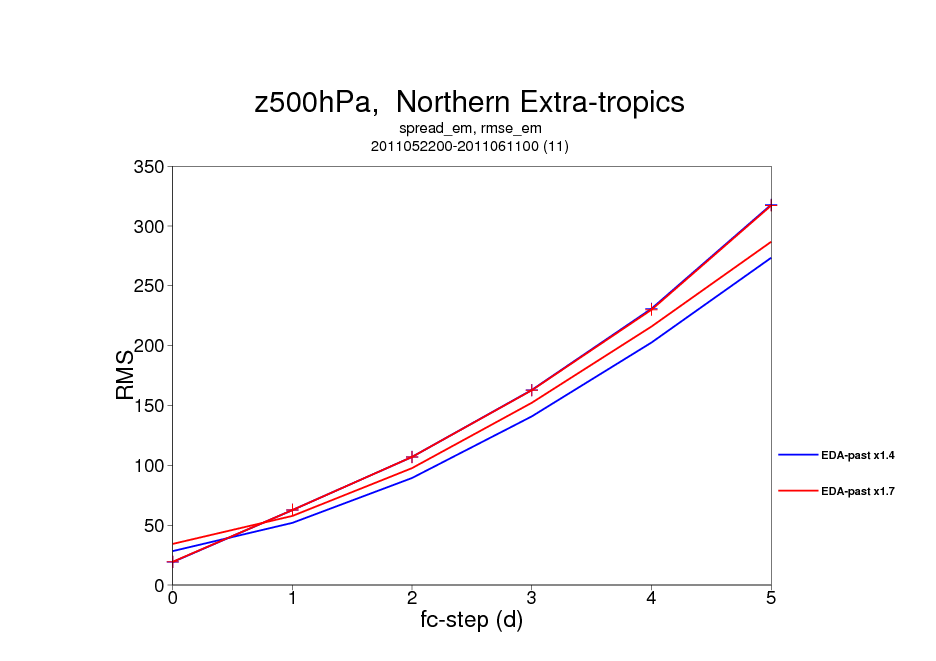 z500hPa,  Northern Extra-tropics
spread_em, rmse_em
2011052200-2011061100 (11)
350
300
250
200
150
100
50
0
RMS
0 1 2 3 4 5
fc-step (d)
EDA-past x1.4
EDA-past x1.7